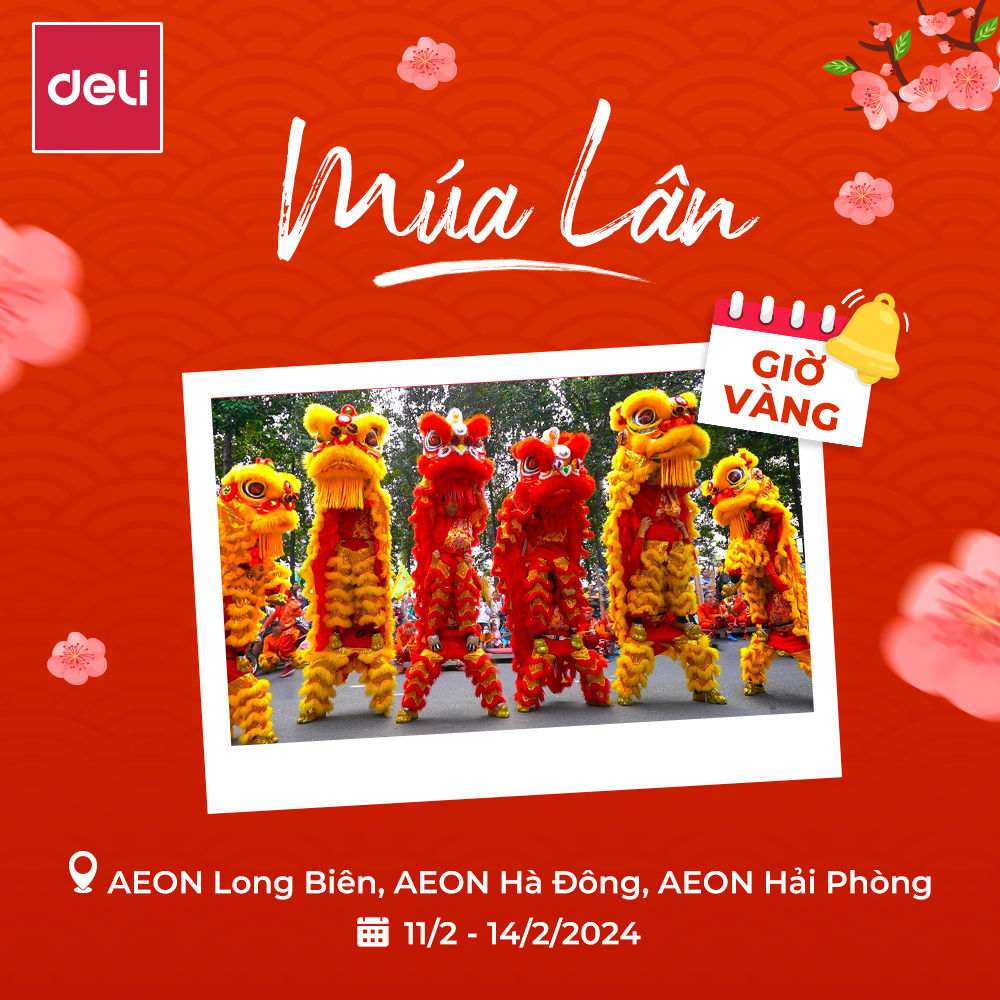 deli
Múa Lân
GIỜ
VÀNG
AEON Long Biên, AEON Hà Đông, AEON Hải Phòng
11/2 - 14/2/2024